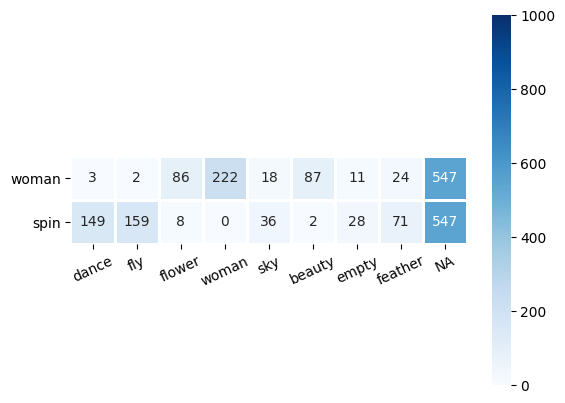 1000
800
600
400
200
0
woman 3 2 86 222 18 87 11 24 547
spin 149 159 8 0 36 2 28 71 547
dance fly flower woman sky beauty empty feather NA